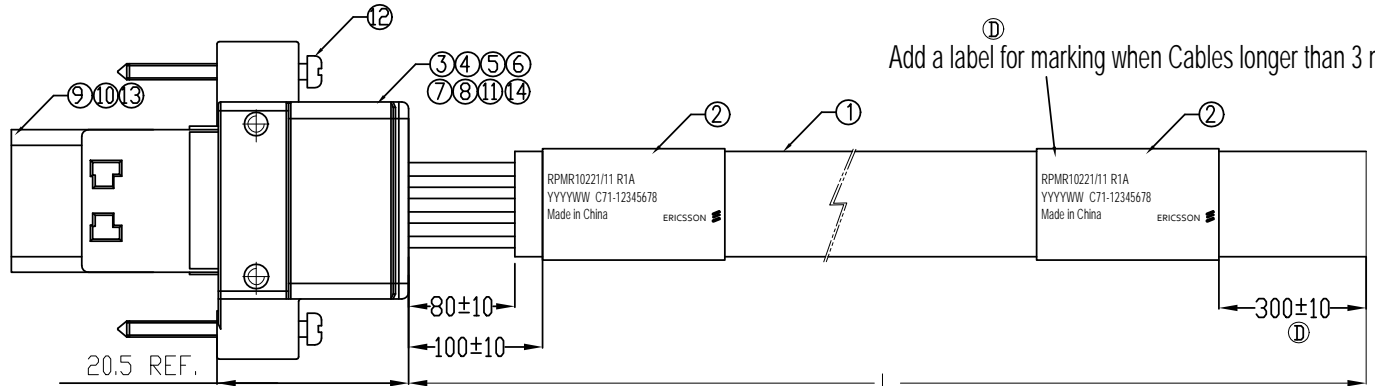 ⑫
Ⓓ
Add a label for marking when Cables longer than 3
③④⑤⑥
⑦⑧⑪⑭
⑨⑩⑬
②
①
②
RPMR10221/11 R1A
YYYYWW C71-12345678
Made in China
ERICSSON
RPMR10221/11 R1A
YYYYWW C71-12345678
Made in China
ERICSSON
80±10
300±10
Ⓓ
100±10
20.5 REF.
L